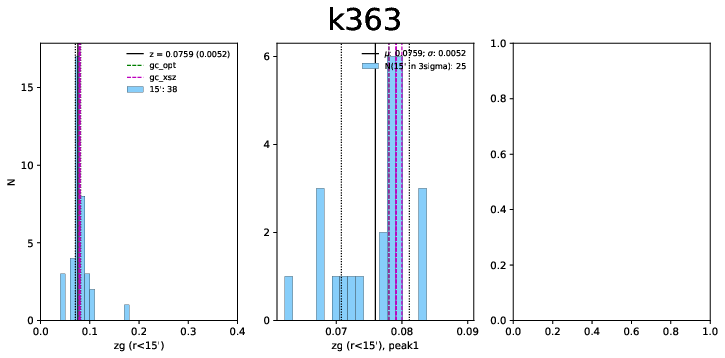 k363
z = 0.0759 (0.0052)
gc_opt
gc_xsz
15': 38
N
15
10
5
0
0.0 0.1 0.2 0.3 0.4
zg (r<15')
μ: 0.0759; σ: 0.0052
N(15' in 3sigma): 25
6
4
2
0
0.07 0.08 0.09
zg (r<15'), peak1
1.0
0.8
0.6
0.4
0.2
0.0
0.0 0.2 0.4 0.6 0.8 1.0